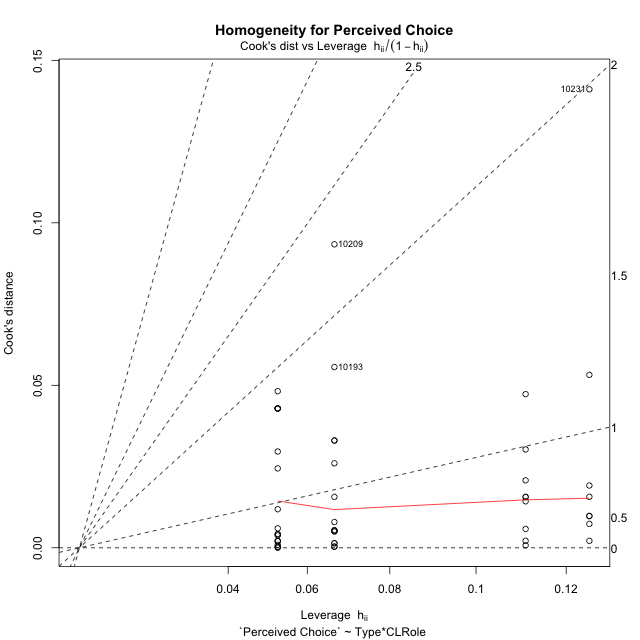 Homogeneity for Perceived Choice
Cook's dist vs Leverage hii/(1 − hii)
0.15
2.5
2
10231
0.10
10209
1.5
Cook's distance
10193
0.05
1
0.5
0.00
0
0.04 0.06 0.08 0.1 0.12
Leverage hii
`Perceived Choice` ~ Type*CLRole